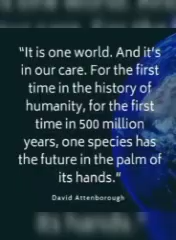 “It is one world. And it’s
in our care. For the first
time in the history of
humanity, for the first
time in 500 million
years, one species has
the future in the palm of
its hands.”
David Attenborough